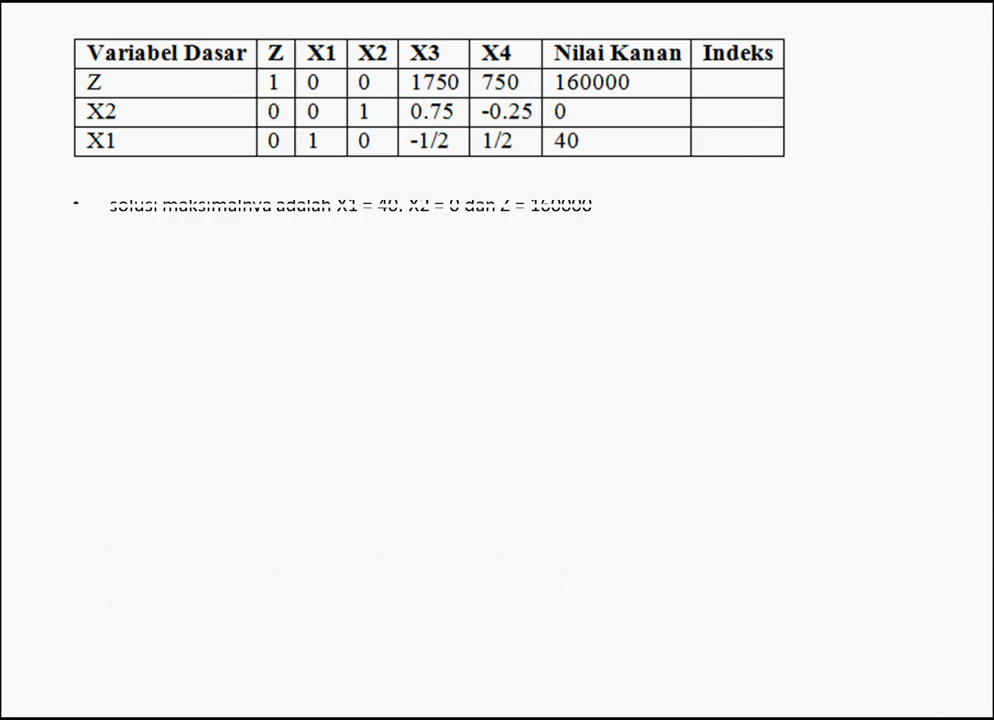 Variabel Dasar Z X1 X2 X3 X4 Nilai Kanan Indeks
Z 1 0 0 1750 750 160000
X2 0 0 1 0.75 -0.25 0
X1 0 1 0 -1/2 1/2 40
• solusi maksimalnya adalah X1 = 40, X2 = 0 dan Z = 160000